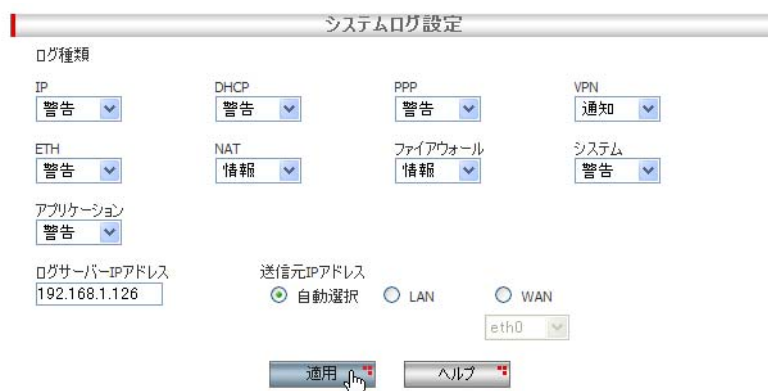 システムログ設定
ログ種類
IP DHCP PPP VPN
警告 警告 警告 通知
ETH NAT ファイアウォール システム
警告 情報 情報 警告
アプリケーション
警告
ログサーバーIPアドレス 送信元IPアドレス
192.168.1.126 自動選択 LAN WAN
eth0
適用 ヘルプ